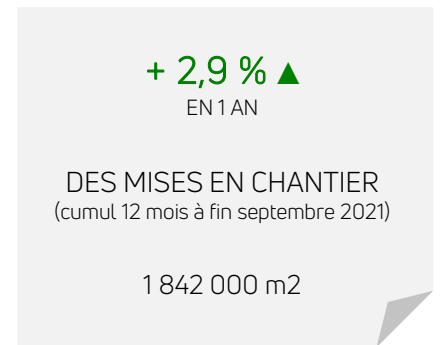 + 2,9 % ▲
EN 1 AN
DES MISES EN CHANTIER
(cumul 12 mois à fin septembre 2021)
1 842 000 m2